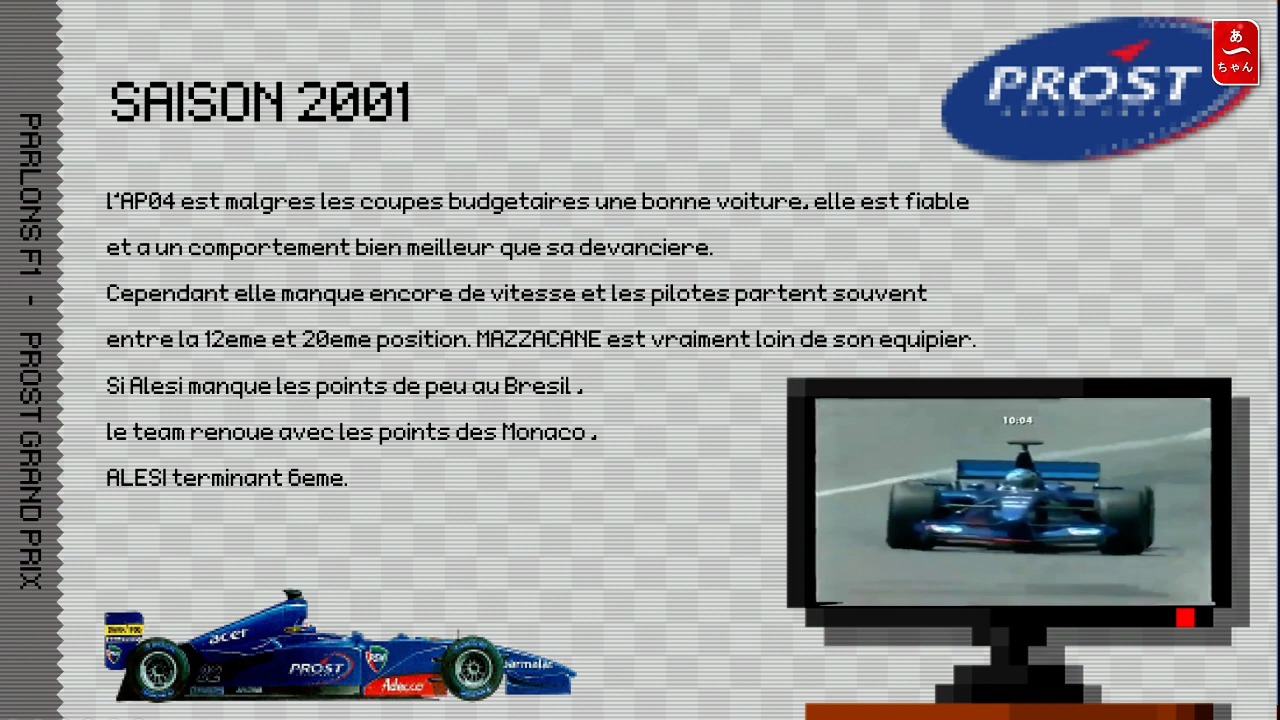 PROST
あー
ちゃん
SAISON 2001
PARLONS F1 - PROST GRAND PRIX
l'AP04 est malgres les coupes budgetaires une bonne voiture, elle est fiable
et a un comportement bien meilleur que sa devanciere.
Cependant elle manque encore de vitesse et les pilotes partent souvent
entre la 12eme et 20eme position. MAZZACANE est vraiment loin de son equipier.
Si Alesi manque les points de peu au Bresil ,
le team renoue avec les points des Monaco ,
ALESI terminant 6eme.
10:04
acer
PROST
Adecco
Parmalat